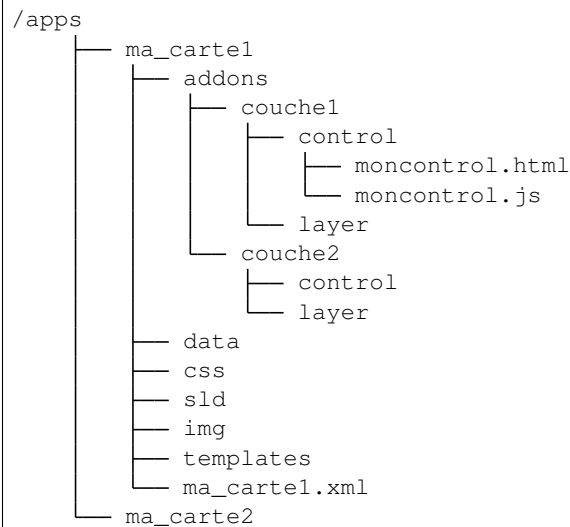 /apps
ma_carte1
addons
couche1
control
moncontrol.html
moncontrol.js
layer
couche2
control
layer
data
css
sld
img
templates
ma_carte1.xml
ma_carte2